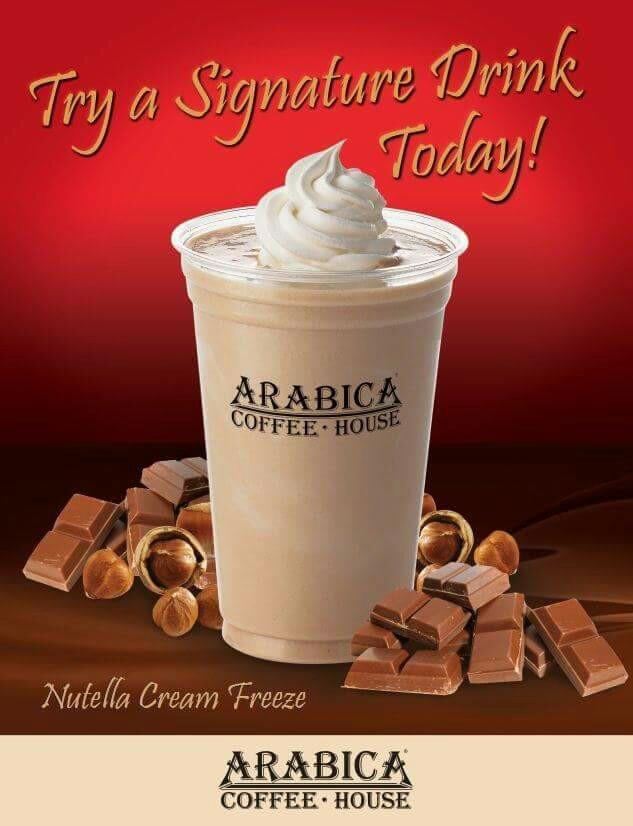 Try a Signature Drink
Today!
ARABICA
COFFEE • HOUSE
Nutella Cream Freeze
ARABICA®
COFFEE • HOUSE